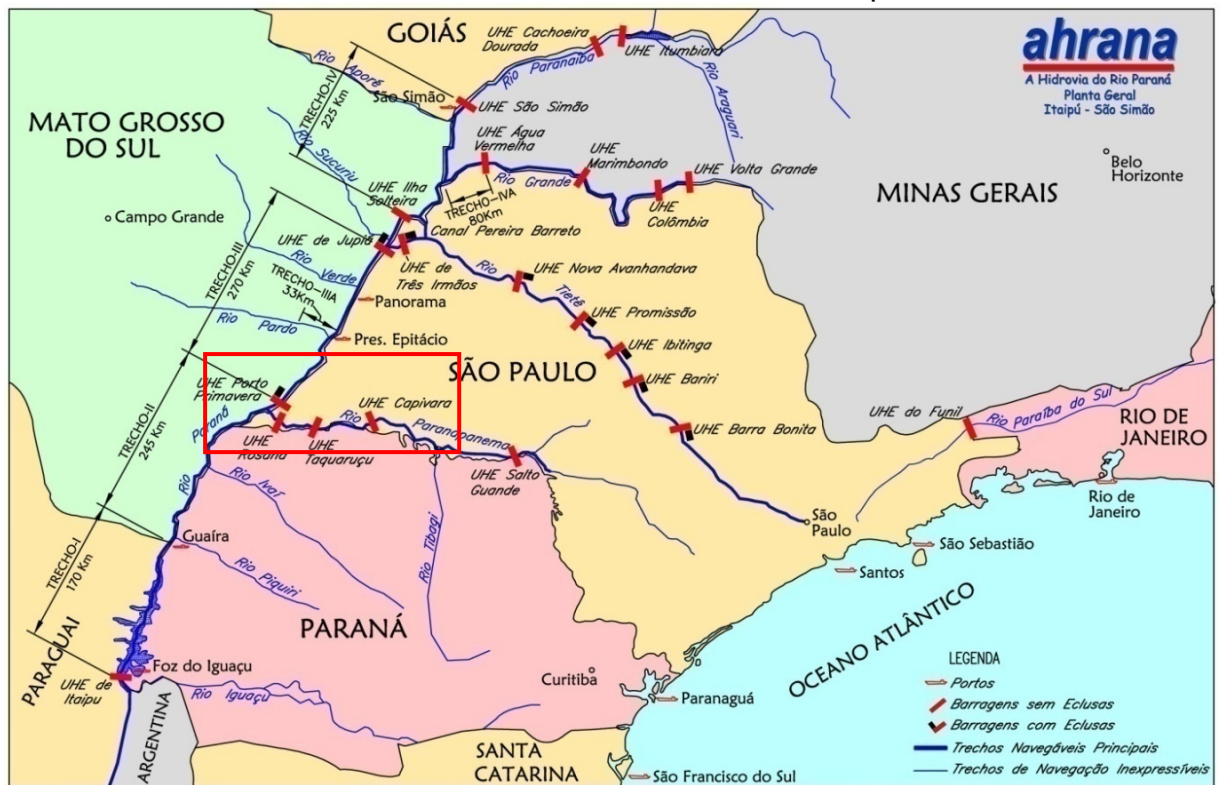 GOIÁS
UHE Cachoeira
Dourada
UHE Itumbiara
ahrana
A Hidrovia do Rio Paraná
Planta Geral
Itaipú - São Simão
Rio Aporé
Rio Paranaíba
Rio Araguari
TRECHO-IV
225 Km
São Simão
UHE São Simão
MATO GROSSO
DO SUL
Rio Sucuriu
UHE Água
Vermelha
UHE
Marimbondo
UHE Volta Grande
Belo
Horizonte
Rio Grande
UHE Ilha
Solteira
TRECHO-IVA
80Km
UHE
Colômbia
MINAS GERAIS
Campo Grande
Canal Pereira Barreto
UHE de Jupiá
TRECHO-III
270 Km
Rio Verde
UHE de
Três Irmãos
Rio
Tietê
UHE Nova Avanhandava
TRECHO-IIIA
33Km
Panorama
Rio Pardo
UHE Promissão
Pres. Epitácio
UHE Ibitinga
SÃO PAULO
UHE Bariri
UHE Porto
Primavera
UHE Capivara
TRECHO-II
245 Km
Paraná
Rio
Rio
Paranapanema
UHE
Rosana
UHE
Taquaruçu
UHE Barra Bonita
UHE do Funil
Rio Paraíba do Sul
RIO DE
JANEIRO
UHE Salto
Guande
Rio Ivaí
Rio de
Janeiro
São
Paulo
TRECHO-I
170 Km
Guaíra
Rio Tibagi
São Sebastião
Rio Piquiri
Santos
PARANÁ
OCEANO ATLÂNTICO
PARAGUAI
Foz do Iguaçu
UHE de
Itaipu
Rio Iguaçu
Curitiba
Paranaguá
ARGENTINA
SANTA
CATARINA
São Francisco do Sul
LEGENDA
Portos
Barragens sem Eclusas
Barragens com Eclusas
Trechos Navegáveis Principais
Trechos de Navegação Inexpressíveis